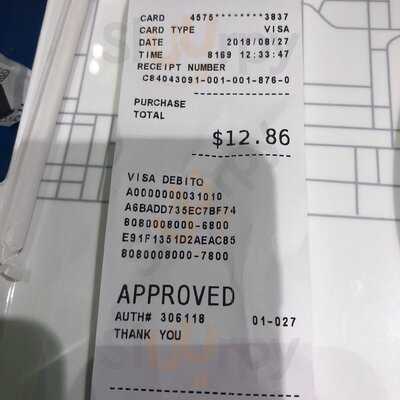 CARD 4575********3837
CARD TYPE VISA
DATE 2018/08/27
TIME 8169 12:33:47
RECEIPT NUMBER
C84043091-001-001-876-0
PURCHASE
TOTAL
$12.86
VISA DEBITO
A0000000031010
A6BADD735EC7BF74
8080008000-6800
E91F1351D2AEAC85
8080008000-7800
APPROVED
AUTH# 306118 01-027
THANK YOU